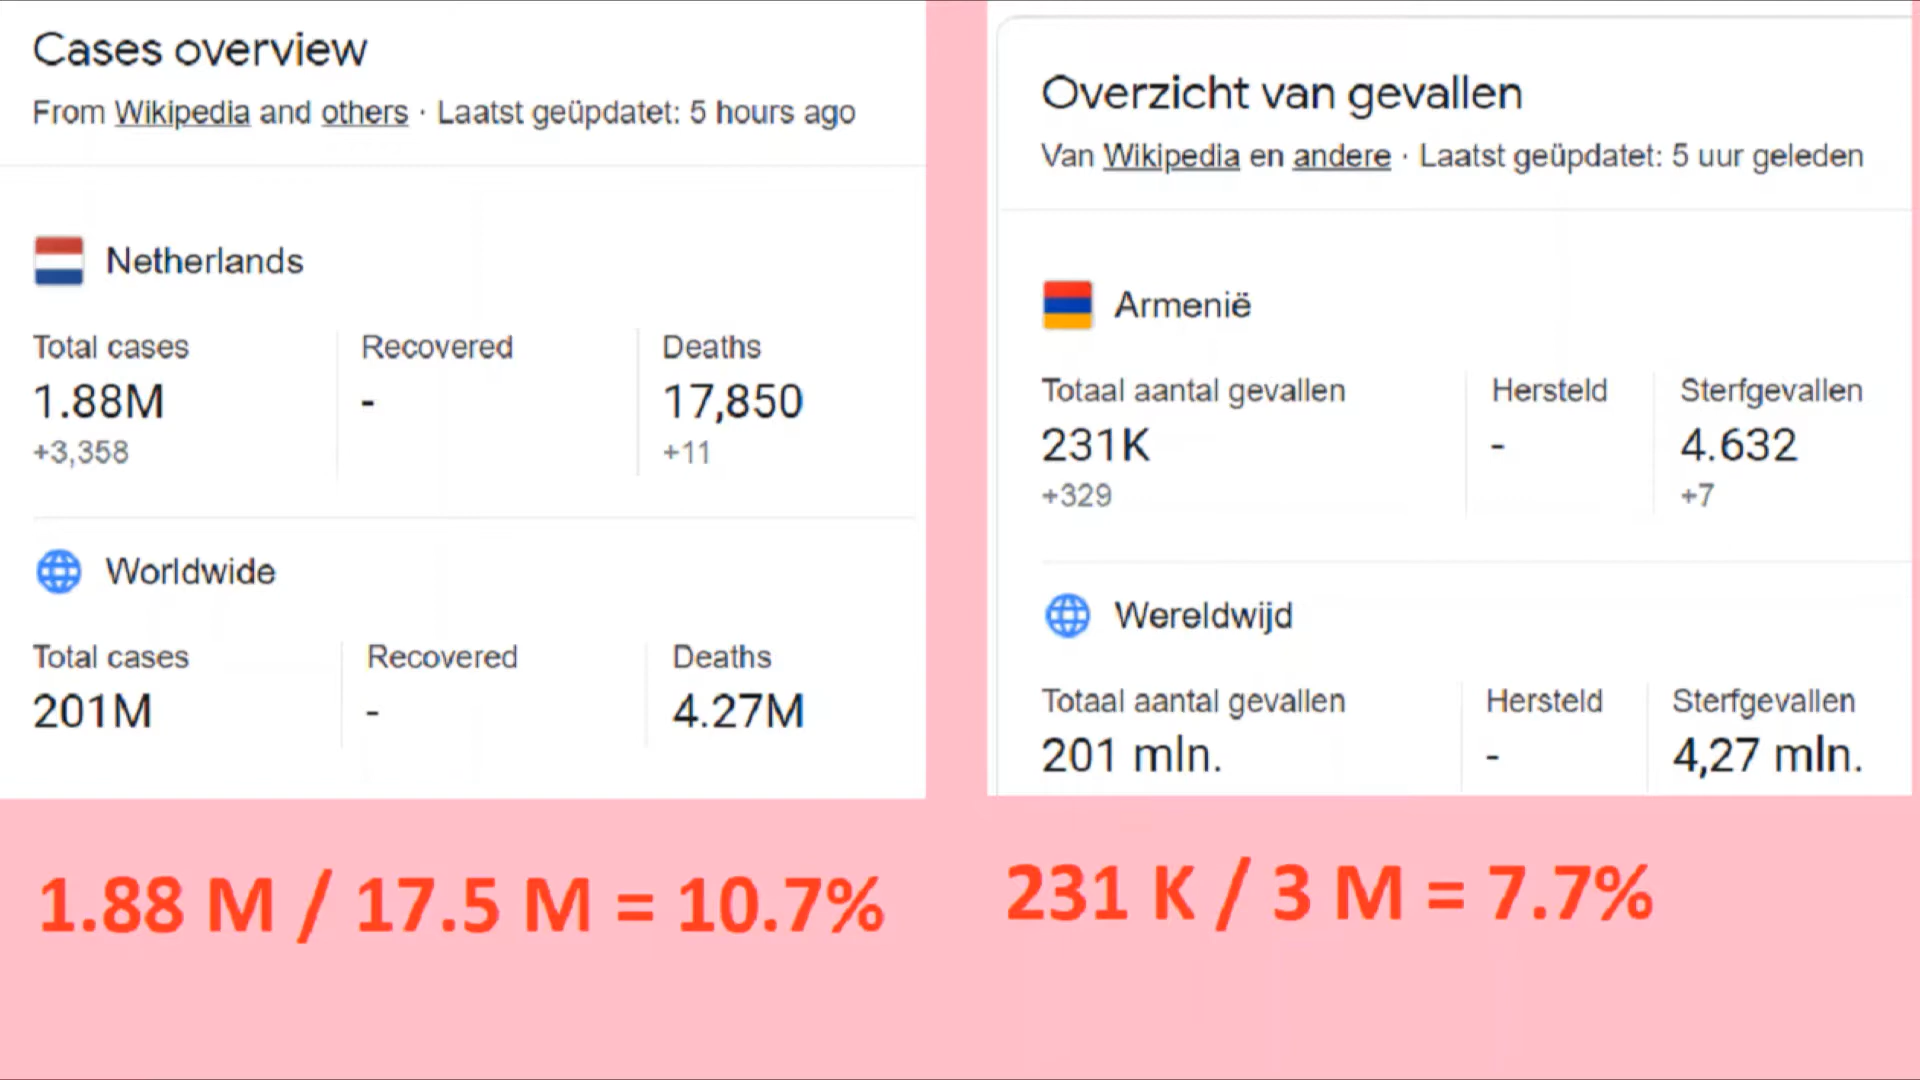 Cases overview
From Wikipedia and others · Laatst geüpdatet: 5 hours ago
Netherlands
Total cases Recovered Deaths
1.88M - 17,850
+3,358 +11
Worldwide
Total cases Recovered Deaths
201M - 4.27M
1.88 M / 17.5 M = 10.7%
Overzicht van gevallen
Van Wikipedia en andere · Laatst geüpdatet: 5 uur geleden
Armenië
Totaal aantal gevallen Hersteld Sterfgevallen
231K - 4.632
+329 +7
Wereldwijd
Totaal aantal gevallen Hersteld Sterfgevallen
201 mln. - 4,27 mln.
231 K / 3 M = 7.7%